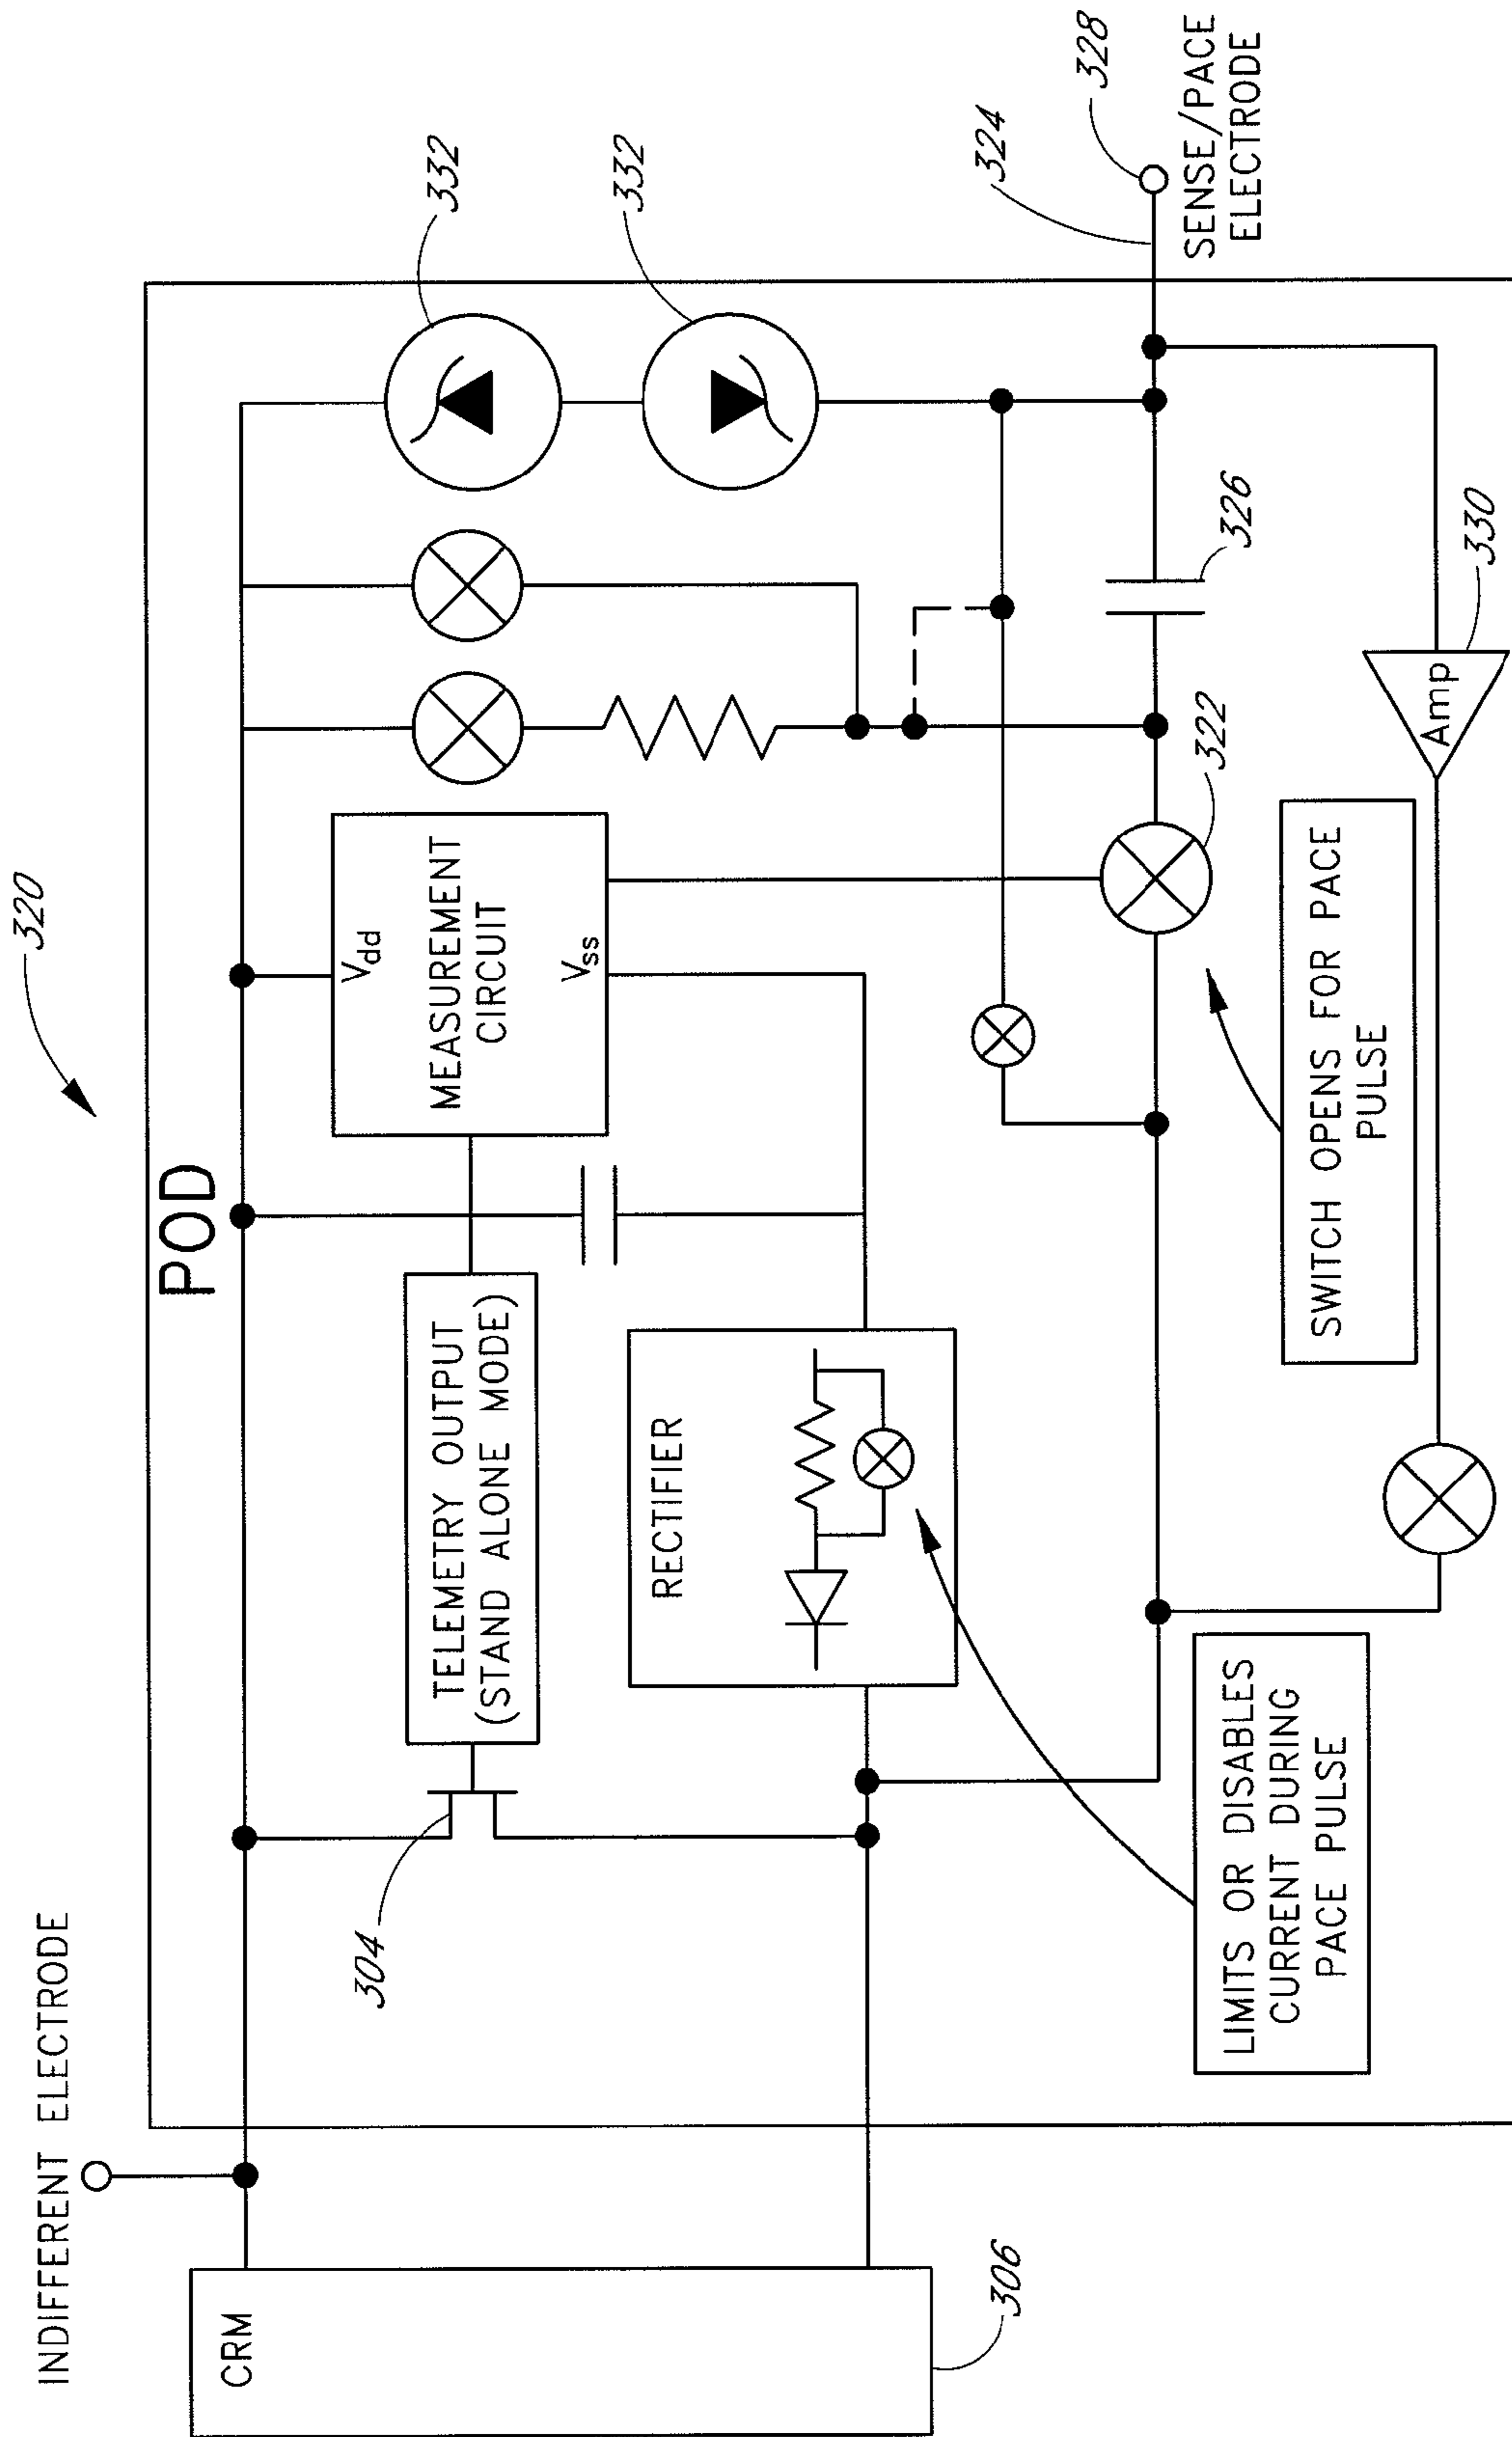 320
INDIFFERENT ELECTRODE
POD
CRM
306
304
TELEMETRY OUTPUT
(STAND ALONE MODE)
Vdd
MEASUREMENT
CIRCUIT
Vss
RECTIFIER
332
332
324
328
SENSE/PACE
ELECTRODE
326
322
330
Amp
SWITCH OPENS FOR PACE
PULSE
LIMITS OR DISABLES
CURRENT DURING
PACE PULSE